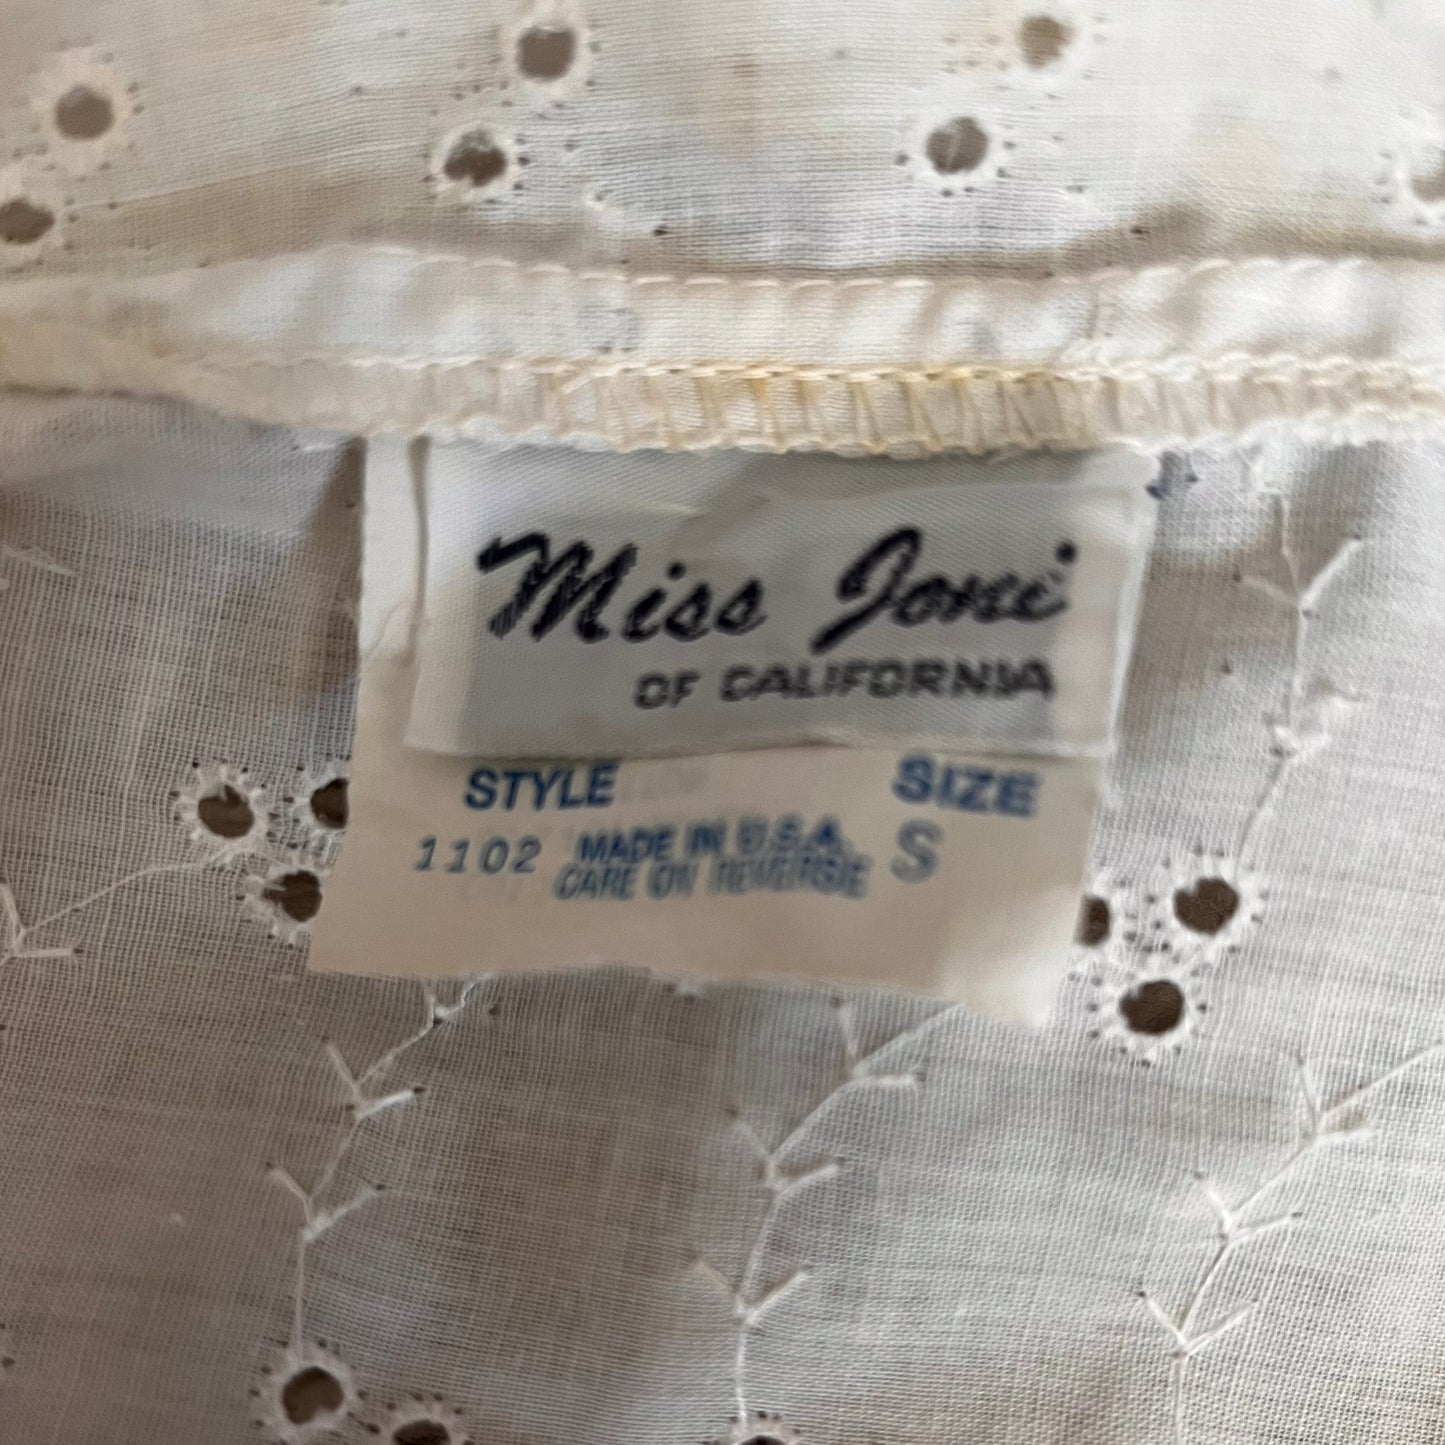 Miss Joni
OF CALIFORNIA
STYLE SIZE
1102 MADE IN U.S.A. S
CARE ON REVERSE